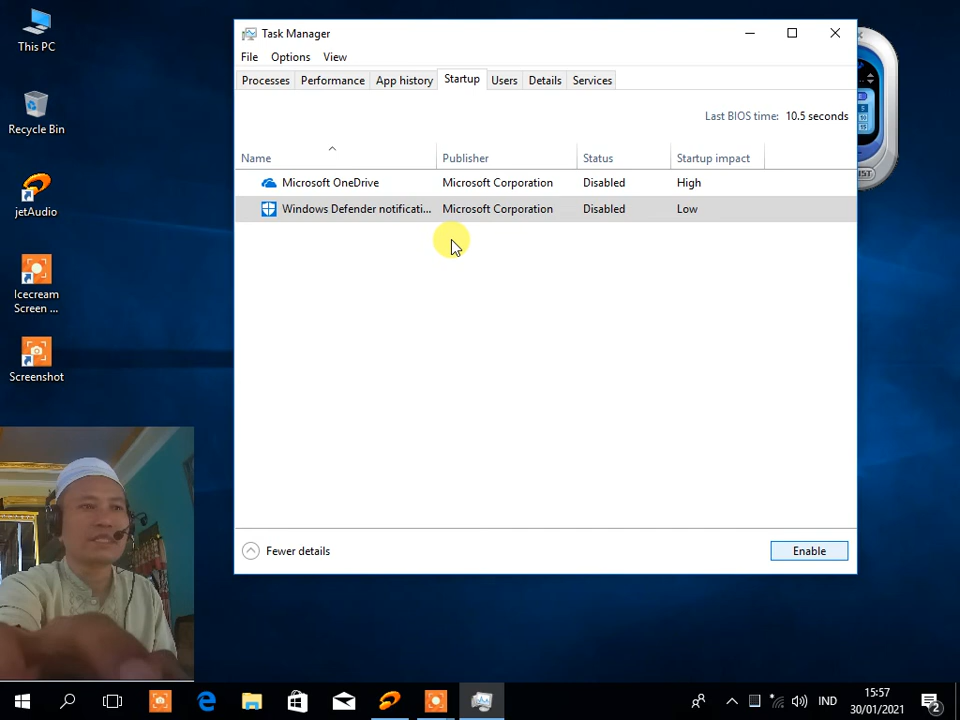 This PC
Recycle Bin
jetAudio
Icecream
Screen ...
Screenshot
Task Manager
File Options View
Processes Performance App history Startup Users Details Services
Last BIOS time: 10.5 seconds
Name Publisher Status Startup impact
Microsoft OneDrive Microsoft Corporation Disabled High
Windows Defender notificati... Microsoft Corporation Disabled Low
Fewer details
Enable
IND
15:57
30/01/2021
2